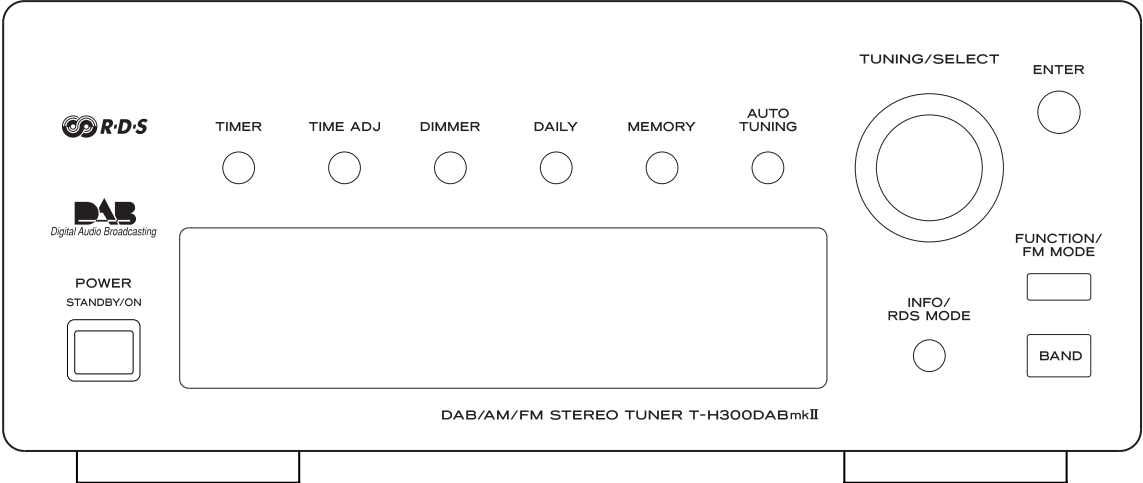 TUNING/SELECT
ENTER
R·D·S
TIMER
TIME ADJ
DIMMER
DAILY
MEMORY
AUTO
TUNING
DAB
Digital Audio Broadcasting
POWER
STANDBY/ON
FUNCTION/
FM MODE
INFO/
RDS MODE
BAND
DAB/AM/FM STEREO TUNER T-H300DABmkII